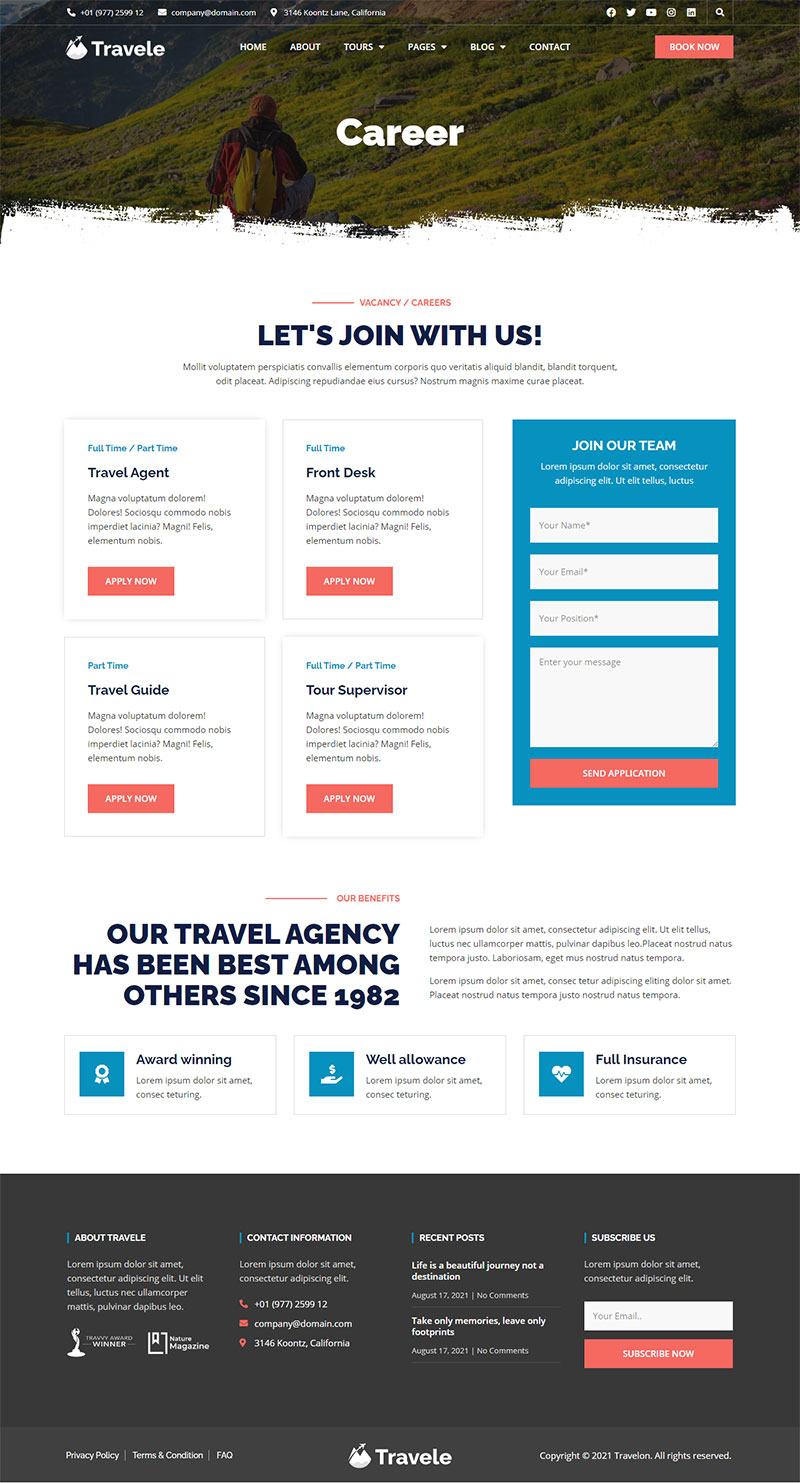 +01 (977) 2599 12 company@domain.com 3146 Koontz Lane, California
Travele
HOME ABOUT TOURS PAGES BLOG CONTACT
BOOK NOW
Career
VACANCY / CAREERS
LET'S JOIN WITH US!
Mollit voluptatem perspiciatis convallis elementum corporis quo veritatis aliquid blandit, blandit torquent,
odit placeat. Adipiscing repudiandae eius cursus? Nostrum magnis maxime curae placeat.
Full Time / Part Time
Travel Agent
Magna voluptatum dolorem!
Dolores! Sociosqu commodo nobis
imperdiet lacinia? Magni! Felis,
elementum nobis.
APPLY NOW
Full Time
Front Desk
Magna voluptatum dolorem!
Dolores! Sociosqu commodo nobis
imperdiet lacinia? Magni! Felis,
elementum nobis.
APPLY NOW
Part Time
Travel Guide
Magna voluptatum dolorem!
Dolores! Sociosqu commodo nobis
imperdiet lacinia? Magni! Felis,
elementum nobis.
APPLY NOW
Full Time / Part Time
Tour Supervisor
Magna voluptatum dolorem!
Dolores! Sociosqu commodo nobis
imperdiet lacinia? Magni! Felis,
elementum nobis.
APPLY NOW
JOIN OUR TEAM
Lorem ipsum dolor sit amet, consectetur
adipiscing elit. Ut elit tellus, luctus
Your Name*
Your Email*
Your Position*
Enter your message
SEND APPLICATION
OUR BENEFITS
OUR TRAVEL AGENCY
HAS BEEN BEST AMONG
OTHERS SINCE 1982
Lorem ipsum dolor sit amet, consectetur adipiscing elit. Ut elit tellus,
luctus nec ullamcorper mattis, pulvinar dapibus leo.Placeat nostrud natus
tempora justo. Laboriosam, eget mus nostrud natus tempora.
Lorem ipsum dolor sit amet, consec tetur adipiscing eliting dolor sit amet.
Placeat nostrud natus tempora justo nostrud natus tempora.
Award winning
Lorem ipsum dolor sit amet,
consec teturing.
Well allowance
Lorem ipsum dolor sit amet,
consec teturing.
Full Insurance
Lorem ipsum dolor sit amet,
consec teturing.
ABOUT TRAVELE
Lorem ipsum dolor sit amet,
consectetur adipiscing elit. Ut elit
tellus, luctus nec ullamcorper
mattis, pulvinar dapibus leo.
TRAVVY AWARD
WINNER
Nature
Magazine
CONTACT INFORMATION
Lorem ipsum dolor sit amet,
consectetur adipiscing elit.
+01 (977) 2599 12
company@domain.com
3146 Koontz, California
RECENT POSTS
Life is a beautiful journey not a
destination
August 17, 2021 | No Comments
Take only memories, leave only
footprints
August 17, 2021 | No Comments
SUBSCRIBE US
Lorem ipsum dolor sit amet,
consectetur adipiscing elit.
Your Email..
SUBSCRIBE NOW
Privacy Policy | Terms & Condition | FAQ
Travele
Copyright © 2021 Travelon. All rights reserved.